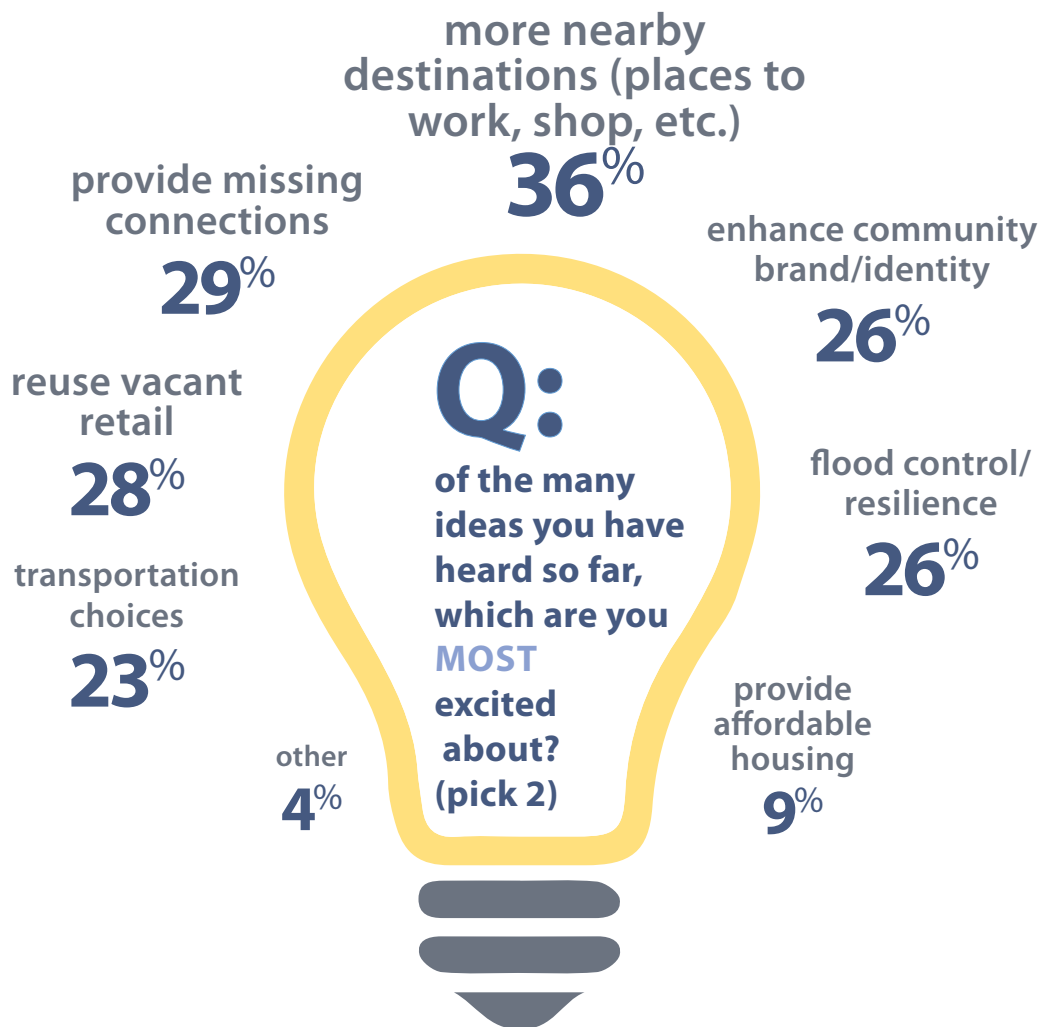 more nearby
destinations (places to
work, shop, etc.)
36%
provide missing
connections
29%
enhance community
brand/identity
26%
reuse vacant
retail
28%
flood control/
resilience
26%
transportation
choices
23%
provide
affordable
housing
9%
other
4%
Q:
of the many
ideas you have
heard so far,
which are you
MOST
excited
about?
(pick 2)